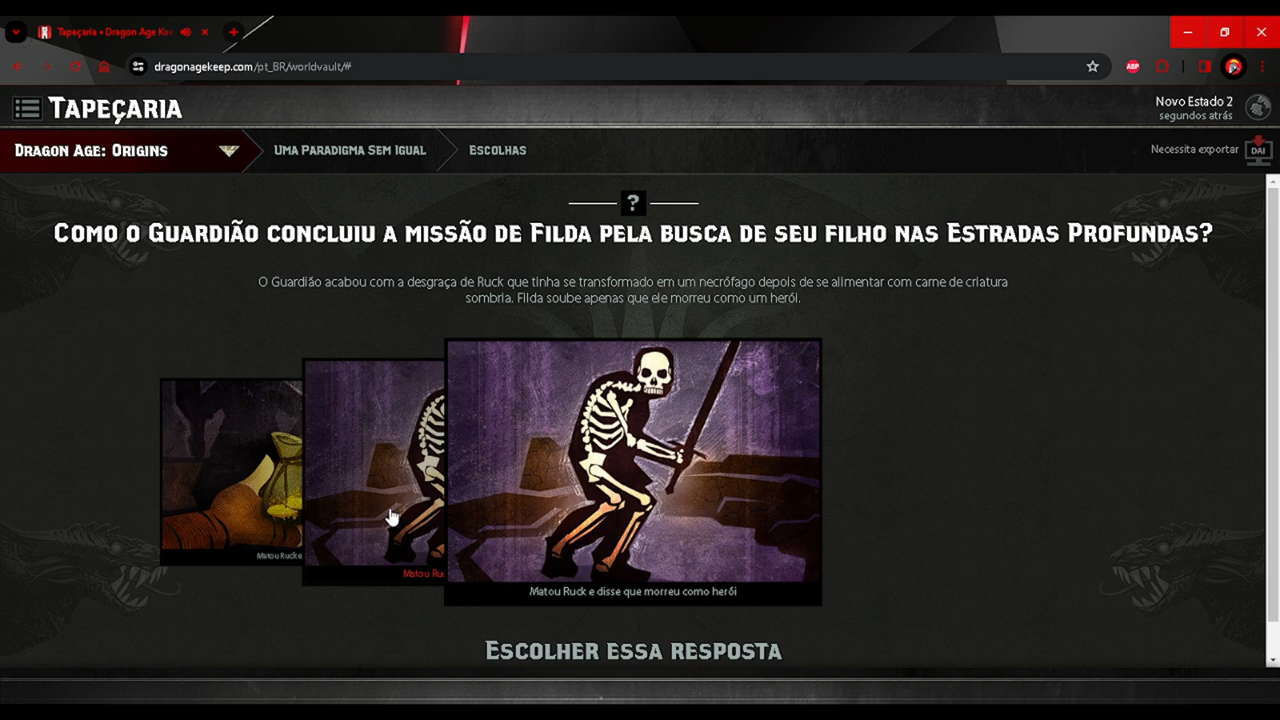 Tapeçaria • Dragon Age Ke
dragonagekeep.com/pt_BR/worldvault/#
ABP
Tapeçaria
Novo Estado 2
segundos atrás
Dragon Age: Origins
Uma Paradigma Sem Igual
Escolhas
Necessita exportar
DAI
?
Como o Guardião concluiu a missão de Filda pela busca de seu filho nas Estradas Profundas?
O Guardião acabou com a desgraça de Ruck que tinha se transformado em um necrófago depois de se alimentar com carne de criatura
sombria. Filda soube apenas que ele morreu como um herói.
Matou Ruck e
Matou Ru
Matou Ruck e disse que morreu como herói
Escolher essa resposta